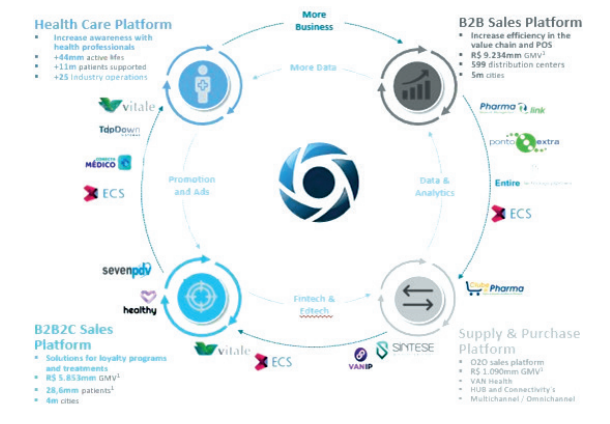 Health Care Platform
Increase awareness with
health professionals
+44mm active lifes
+11m patients supported
+25 Industry operations
More
Business
B2B Sales Platform
Increase efficiency in the
value chain and POS
R$ 9.234mm GMV¹
599 distribution centers
5m cities
More Data
vitale
TdpDown
MÉDICO
ECS
Pharma link
ponto extra
Entire
ECS
Promotion
and Ads
Data &
Analytics
sevenpdv
healthy
Pharma
Fintech &
Edtech
B2B2C Sales
Platform
Solutions for loyalty programs
and treatments
R$ 5.853mm GMV¹
28,6mm patients¹
4m cities
vitale
ECS
VANIP
SINTESE
Supply & Purchase
Platform
O2O sales platform
R$ 1.090mm GMV¹
VAN Health
HUB and Connectivity's
Multichannel / Omnichannel